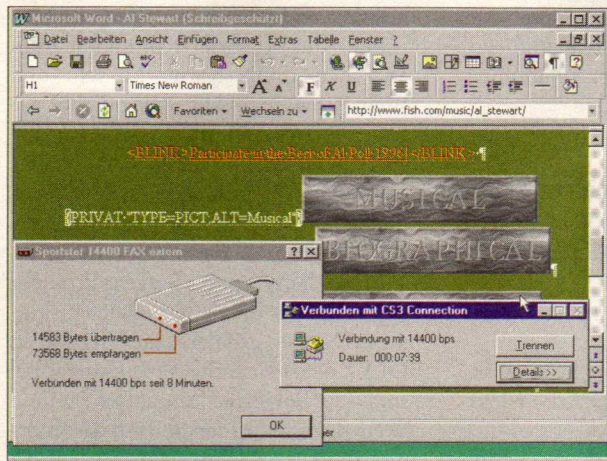 Microsoft Word - Al Stewart (Schreibgeschützt)
Datei Bearbeiten Ansicht Einfügen Format Extras Tabelle Fenster ?
H1 Times New Roman A A F K U
Favoriten Wechseln zu http://www.fish.com/music/al_stewart/
<BLINK>Participate in the Best of Al Poll 1996! </BLINK>¶
{PRIVAT "TYPE=PICT;ALT=Musical"}
MUSICAL
BIOGRAPHICAL
Sportster 14400 FAX extern
14583 Bytes übertragen
73568 Bytes empfangen
Verbunden mit 14400 bps seit 8 Minuten.
OK
Verbunden mit CS3 Connection
Verbindung mit 14400 bps
Dauer: 000:07:39
Trennen
Details >>